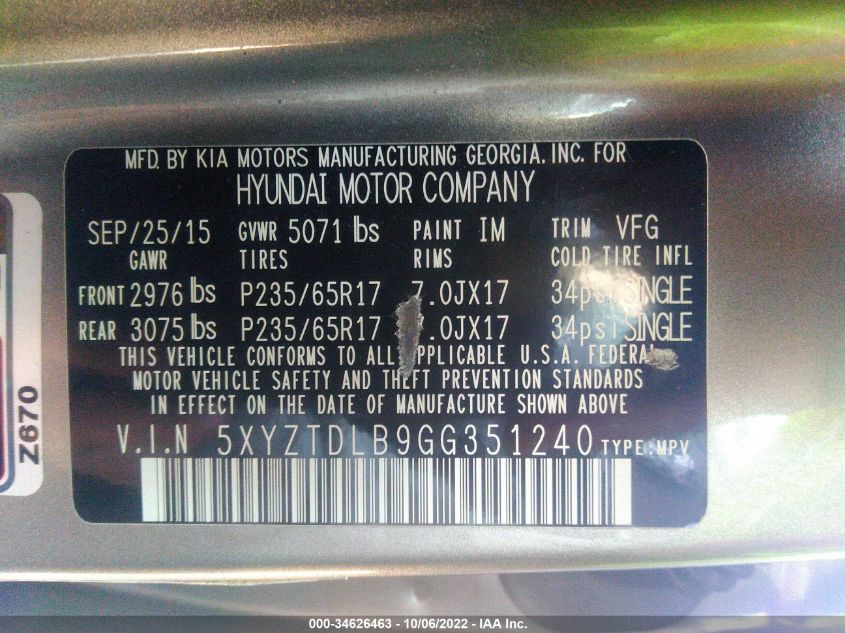 MFD. BY KIA MOTORS MANUFACTURING GEORGIA. INC. FOR
HYUNDAI MOTOR COMPANY
SEP/25/15 GVWR 5071 lbs PAINT IM TRIM VFG
GAWR TIRES RIMS COLD TIRE INFL
FRONT 2976 lbs P235/65R17 7.0JX17 34psi SINGLE
REAR 3075 lbs P235/65R17 .0JX17 34psi SINGLE
THIS VEHICLE CONFORMS TO ALL APPLICABLE U.S.A. FEDERAL
MOTOR VEHICLE SAFETY AND THEFT PREVENTION STANDARDS
IN EFFECT ON THE DATE OF MANUFACTURE SHOWN ABOVE
V.I.N 5XYZTDLB9GG351240 TYPE:MPV
Z670
000-34626463 - 10/06/2022 - IAA Inc.